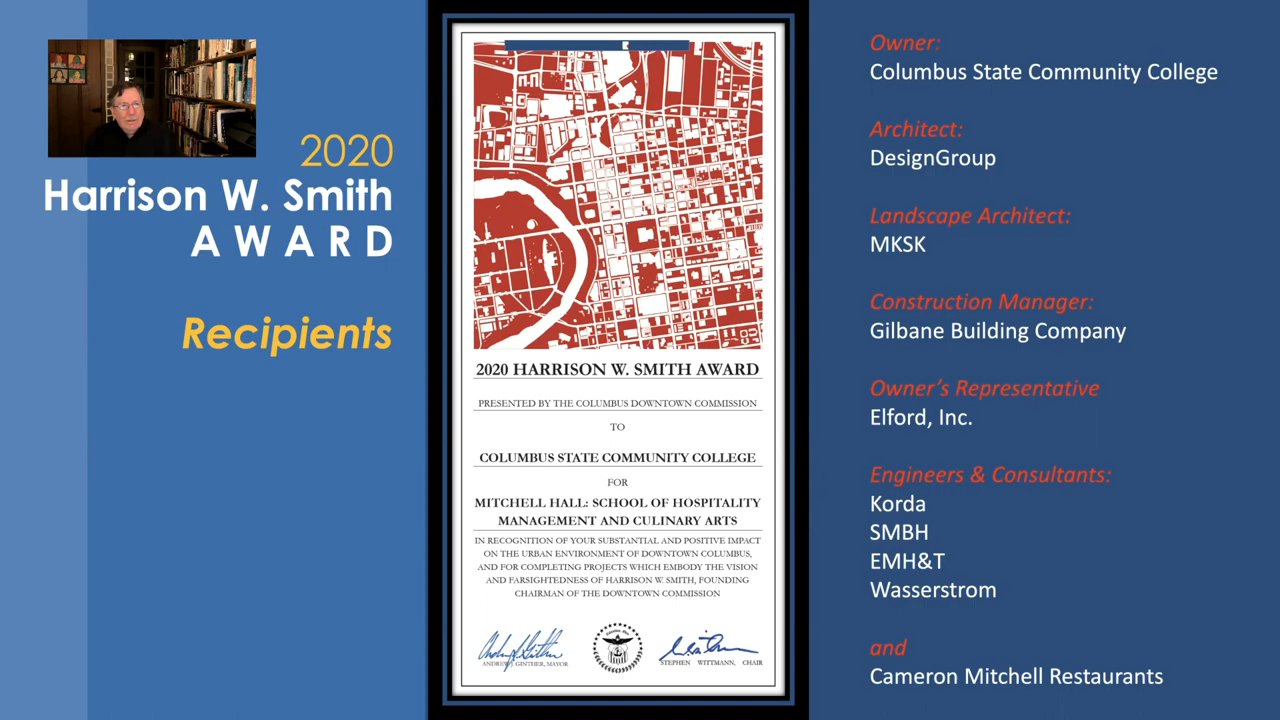 2020
Harrison W. Smith
AWARD
Recipients
2020 HARRISON W. SMITH AWARD
PRESENTED BY THE COLUMBUS DOWNTOWN COMMISSION
TO
COLUMBUS STATE COMMUNITY COLLEGE
FOR
MITCHELL HALL: SCHOOL OF HOSPITALITY
MANAGEMENT AND CULINARY ARTS
IN RECOGNITION OF YOUR SUBSTANTIAL AND POSITIVE IMPACT
ON THE URBAN ENVIRONMENT OF DOWNTOWN COLUMBUS,
AND FOR COMPLETING PROJECTS WHICH EMBODY THE VISION
AND FARSIGHTEDNESS OF HARRISON W. SMITH, FOUNDING
CHAIRMAN OF THE DOWNTOWN COMMISSION
ANDREW J. GINTHER, MAYOR
STEPHEN WITTMANN, CHAIR
Owner:
Columbus State Community College
Architect:
DesignGroup
Landscape Architect:
MKSK
Construction Manager:
Gilbane Building Company
Owner's Representative
Elford, Inc.
Engineers & Consultants:
Korda
SMBH
EMH&T
Wasserstrom
and
Cameron Mitchell Restaurants